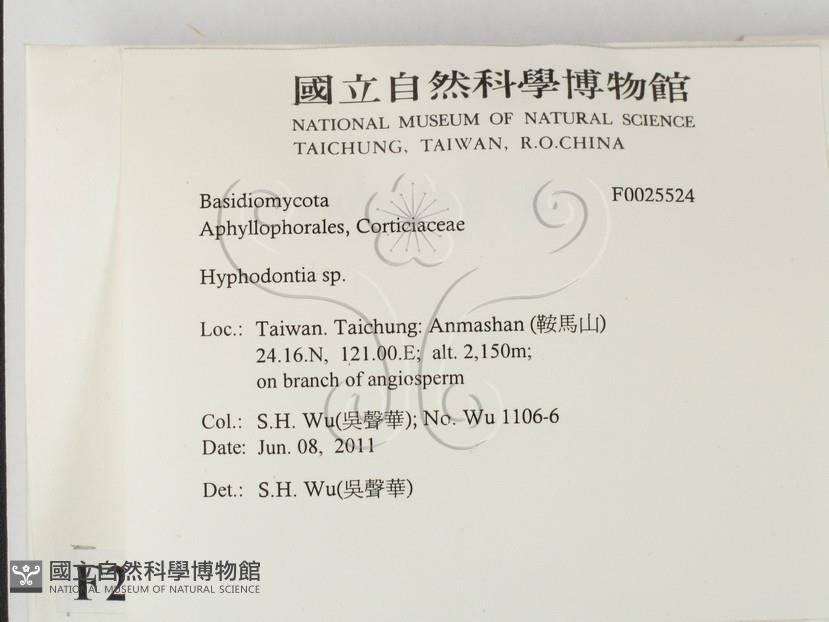 國立自然科學博物館
NATIONAL MUSEUM OF NATURAL SCIENCE
TAICHUNG, TAIWAN, R.O.CHINA
Basidiomycota F0025524
Aphyllophorales, Corticiaceae
Hyphodontia sp.
Loc.: Taiwan. Taichung: Anmashan (鞍馬山)
24.16.N, 121.00.E; alt. 2,150m;
on branch of angiosperm
Col.: S.H. Wu(吳聲華); No. Wu 1106-6
Date: Jun. 08, 2011
Det.: S.H. Wu(吳聲華)
F2
國立自然科學博物館
NATIONAL MUSEUM OF NATURAL SCIENCE